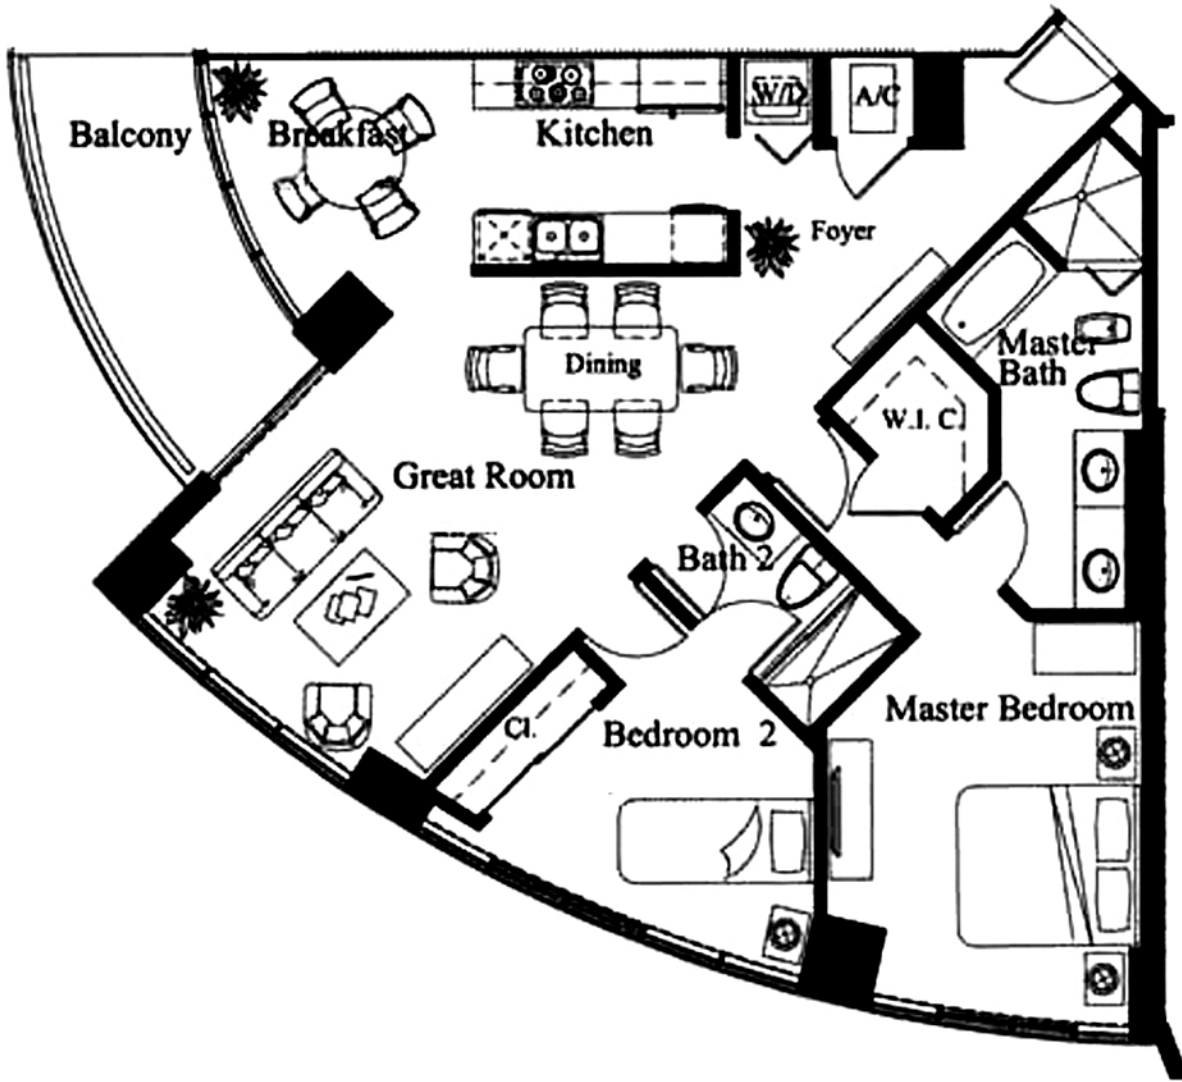 W/D
A/C
Balcony
Breakfast
Kitchen
Foyer
Dining
Master
Bath
W.I. C.
Great Room
Bath 2
Cl.
Bedroom 2
Master Bedroom